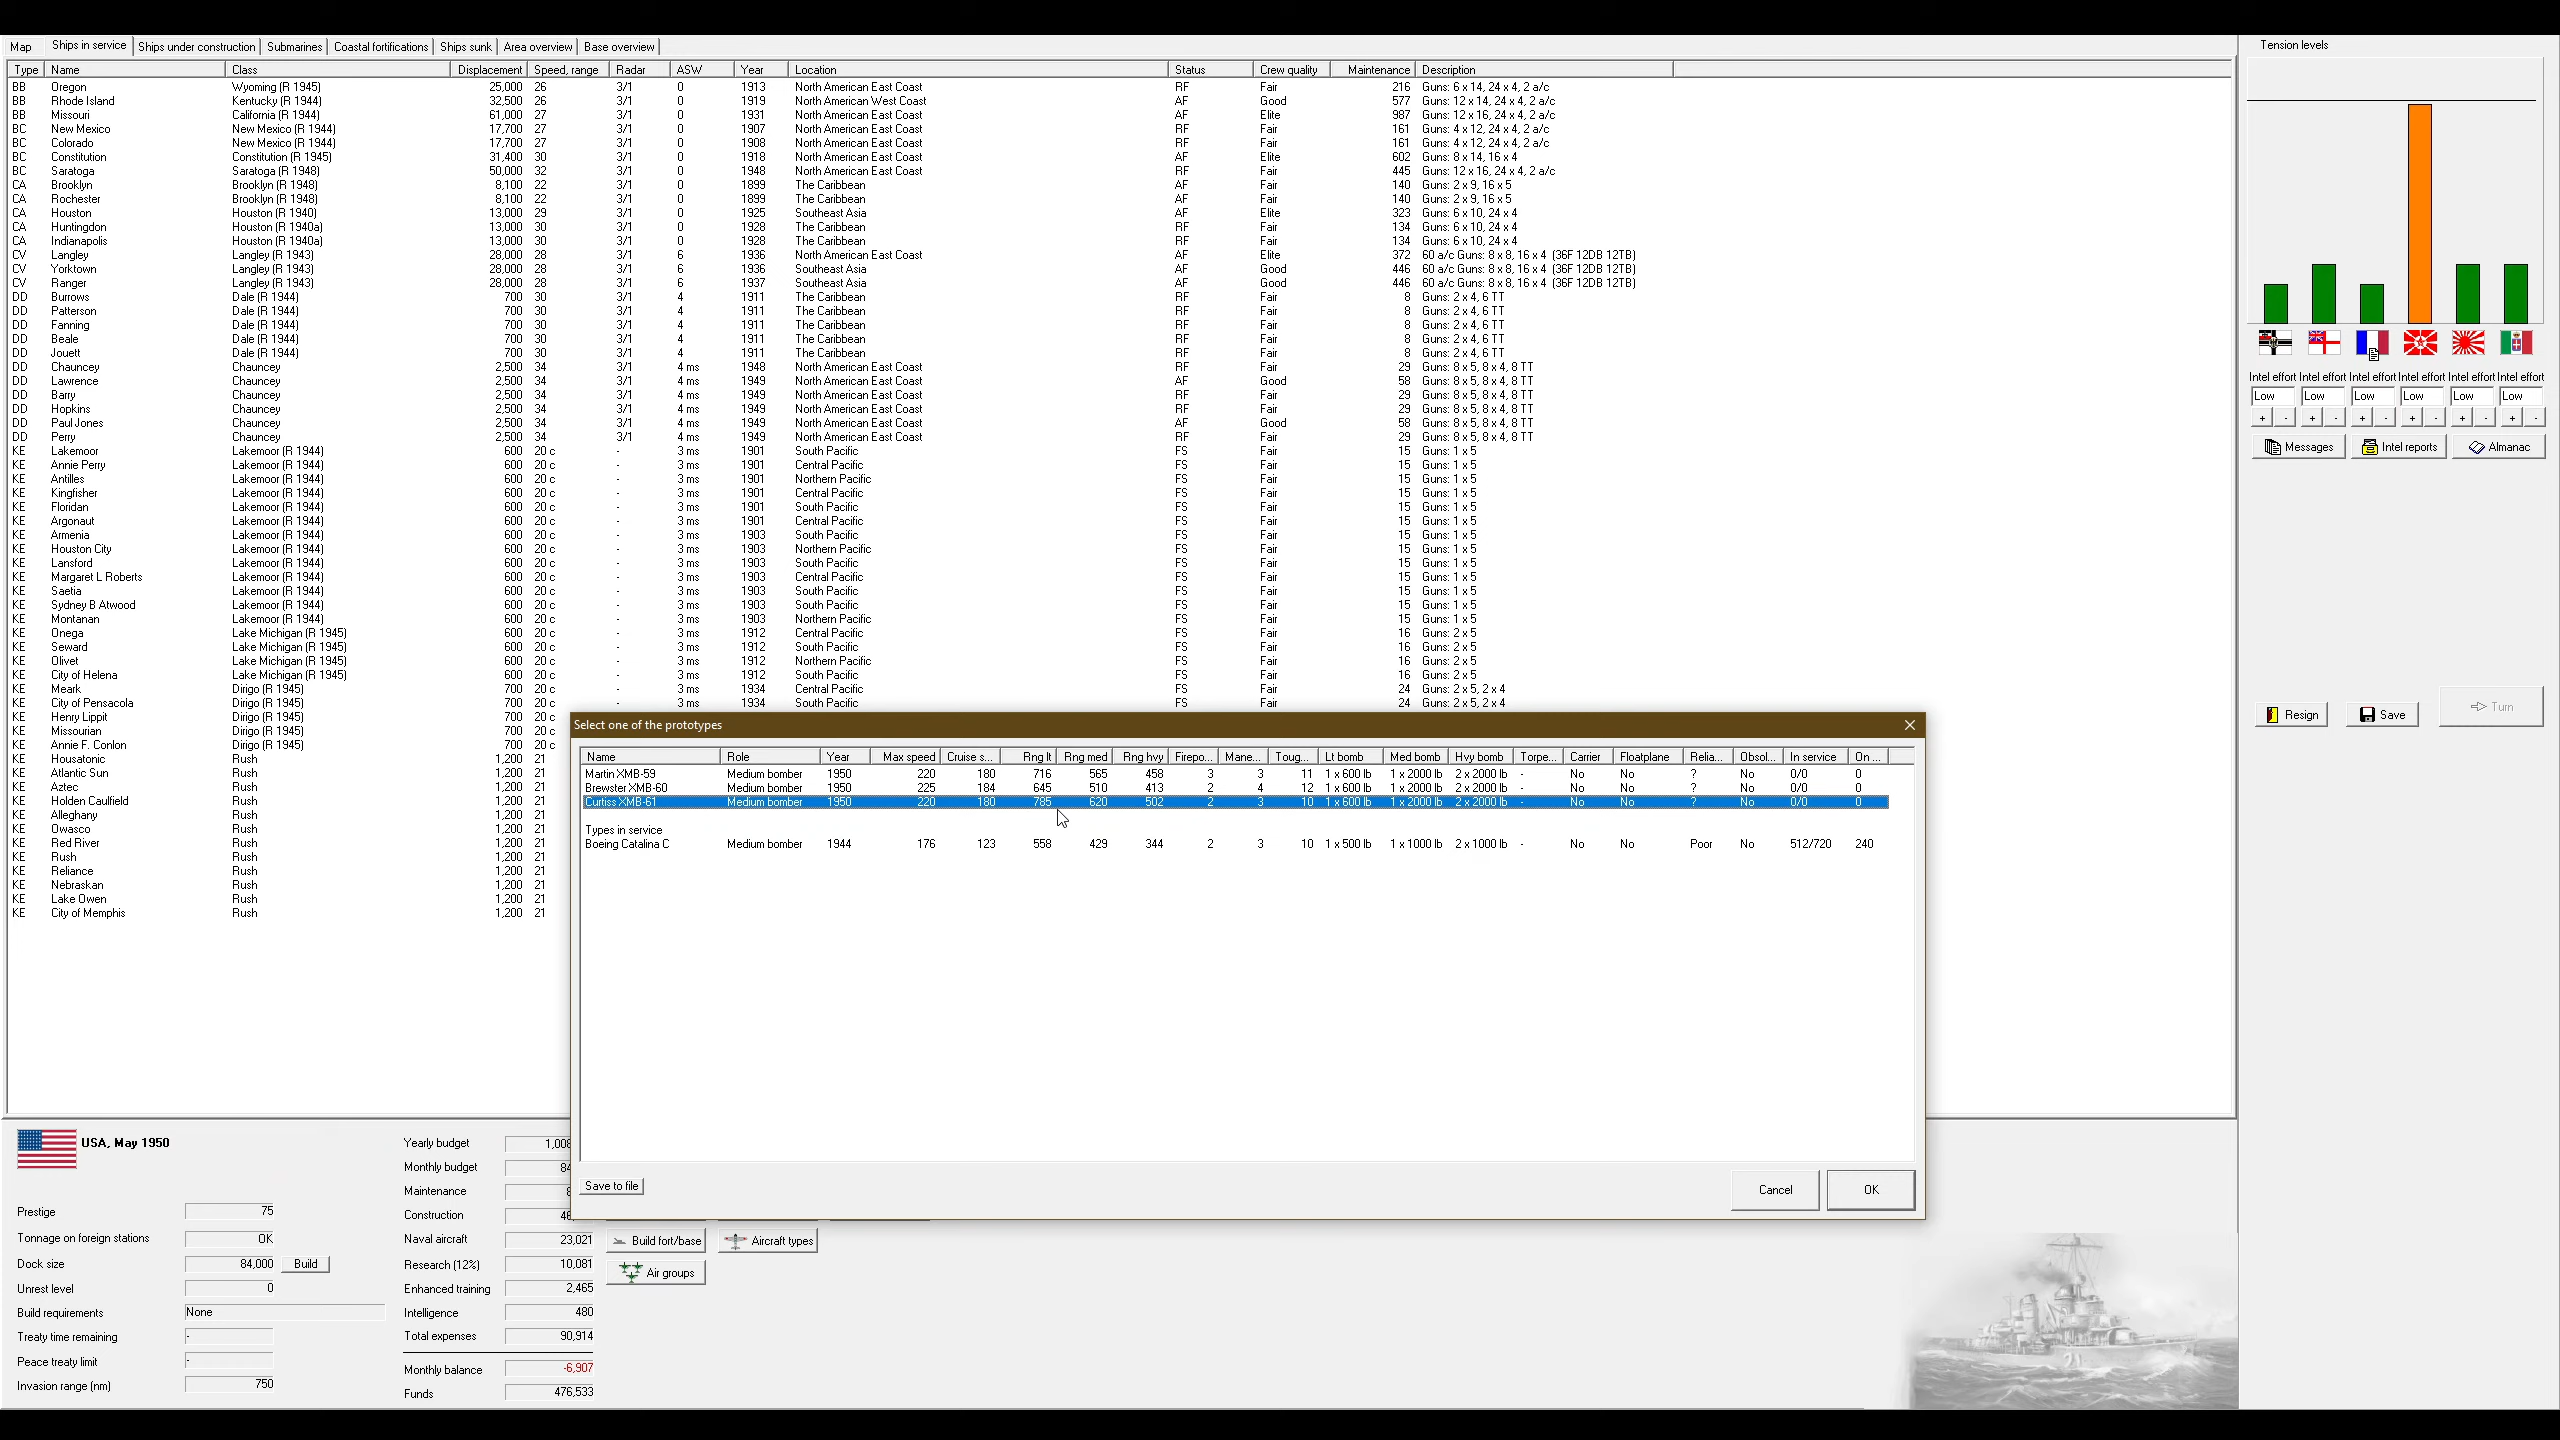 Map Ships in service Ships under construction Submarines Coastal fortifications Ships sunk Area overview Base overview
Type Name Class Displacement Speed, range Radar ASW Year Location Status Crew quality Maintenance Description
BB Oregon Wyoming (R 1945) 25,000 26 3/1 0 1913 North American East Coast RF Fair 216 Guns: 6 x 14, 24 x 4, 2 a/c
BB Rhode Island Kentucky (R 1944) 32,500 26 3/1 0 1919 North American West Coast AF Good 577 Guns: 12 x 14, 24 x 4, 2 a/c
BB Missouri California (R 1944) 61,000 27 3/1 0 1931 North American East Coast AF Elite 987 Guns: 12 x 16, 24 x 4, 2 a/c
BC New Mexico New Mexico (R 1944) 17,700 27 3/1 0 1907 North American East Coast RF Fair 161 Guns: 4 x 12, 24 x 4, 2 a/c
BC Colorado New Mexico (R 1944) 17,700 27 3/1 0 1908 North American East Coast RF Fair 161 Guns: 4 x 12, 24 x 4, 2 a/c
BC Constitution Constitution (R 1945) 31,400 30 3/1 0 1918 North American East Coast AF Elite 602 Guns: 8 x 14, 16 x 4
BC Saratoga Saratoga (R 1948) 50,000 32 3/1 0 1948 North American East Coast RF Fair 445 Guns: 12 x 16, 24 x 4, 2 a/c
CA Brooklyn Brooklyn (R 1948) 8,100 22 3/1 0 1899 The Caribbean AF Fair 140 Guns: 2 x 9, 16 x 5
CA Rochester Brooklyn (R 1948) 8,100 22 3/1 0 1899 The Caribbean AF Fair 140 Guns: 2 x 9, 16 x 5
CA Houston Houston (R 1940) 13,000 29 3/1 0 1925 Southeast Asia AF Elite 323 Guns: 6 x 10, 24 x 4
CA Huntingdon Houston (R 1940a) 13,000 30 3/1 0 1928 The Caribbean RF Fair 134 Guns: 6 x 10, 24 x 4
CA Indianapolis Houston (R 1940a) 13,000 30 3/1 0 1928 The Caribbean RF Fair 134 Guns: 6 x 10, 24 x 4
CV Langley Langley (R 1943) 28,000 28 3/1 6 1936 North American East Coast AF Elite 372 60 a/c Guns: 8 x 8, 16 x 4 (36F 12DB 12TB)
CV Yorktown Langley (R 1943) 28,000 28 3/1 6 1936 Southeast Asia AF Good 446 60 a/c Guns: 8 x 8, 16 x 4 (36F 12DB 12TB)
CV Ranger Langley (R 1943) 28,000 28 3/1 6 1937 Southeast Asia AF Good 446 60 a/c Guns: 8 x 8, 16 x 4 (36F 12DB 12TB)
DD Burrows Dale (R 1944) 700 30 3/1 4 1911 The Caribbean RF Fair 8 Guns: 2 x 4, 6 TT
DD Patterson Dale (R 1944) 700 30 3/1 4 1911 The Caribbean RF Fair 8 Guns: 2 x 4, 6 TT
DD Fanning Dale (R 1944) 700 30 3/1 4 1911 The Caribbean RF Fair 8 Guns: 2 x 4, 6 TT
DD Beale Dale (R 1944) 700 30 3/1 4 1911 The Caribbean RF Fair 8 Guns: 2 x 4, 6 TT
DD Jouett Dale (R 1944) 700 30 3/1 4 1911 The Caribbean RF Fair 8 Guns: 2 x 4, 6 TT
DD Chauncey Chauncey 2,500 34 3/1 4 ms 1948 North American East Coast RF Fair 29 Guns: 8 x 5, 8 x 4, 8 TT
DD Lawrence Chauncey 2,500 34 3/1 4 ms 1949 North American East Coast AF Good 58 Guns: 8 x 5, 8 x 4, 8 TT
DD Barry Chauncey 2,500 34 3/1 4 ms 1949 North American East Coast RF Fair 29 Guns: 8 x 5, 8 x 4, 8 TT
DD Hopkins Chauncey 2,500 34 3/1 4 ms 1949 North American East Coast RF Fair 29 Guns: 8 x 5, 8 x 4, 8 TT
DD Paul Jones Chauncey 2,500 34 3/1 4 ms 1949 North American East Coast AF Good 58 Guns: 8 x 5, 8 x 4, 8 TT
DD Perry Chauncey 2,500 34 3/1 4 ms 1949 North American East Coast RF Fair 29 Guns: 8 x 5, 8 x 4, 8 TT
KE Lakemoor Lakemoor (R 1944) 600 20 c - 3 ms 1901 South Pacific FS Fair 15 Guns: 1 x 5
KE Annie Perry Lakemoor (R 1944) 600 20 c - 3 ms 1901 Central Pacific FS Fair 15 Guns: 1 x 5
KE Antilles Lakemoor (R 1944) 600 20 c - 3 ms 1901 Northern Pacific FS Fair 15 Guns: 1 x 5
KE Kingfisher Lakemoor (R 1944) 600 20 c - 3 ms 1901 Central Pacific FS Fair 15 Guns: 1 x 5
KE Floridan Lakemoor (R 1944) 600 20 c - 3 ms 1901 South Pacific FS Fair 15 Guns: 1 x 5
KE Argonaut Lakemoor (R 1944) 600 20 c - 3 ms 1901 Central Pacific FS Fair 15 Guns: 1 x 5
KE Armenia Lakemoor (R 1944) 600 20 c - 3 ms 1903 South Pacific FS Fair 15 Guns: 1 x 5
KE Houston City Lakemoor (R 1944) 600 20 c - 3 ms 1903 Northern Pacific FS Fair 15 Guns: 1 x 5
KE Lansford Lakemoor (R 1944) 600 20 c - 3 ms 1903 South Pacific FS Fair 15 Guns: 1 x 5
KE Margaret L Roberts Lakemoor (R 1944) 600 20 c - 3 ms 1903 Central Pacific FS Fair 15 Guns: 1 x 5
KE Saetia Lakemoor (R 1944) 600 20 c - 3 ms 1903 South Pacific FS Fair 15 Guns: 1 x 5
KE Sydney B Atwood Lakemoor (R 1944) 600 20 c - 3 ms 1903 South Pacific FS Fair 15 Guns: 1 x 5
KE Montanan Lakemoor (R 1944) 600 20 c - 3 ms 1903 Northern Pacific FS Fair 15 Guns: 1 x 5
KE Onega Lake Michigan (R 1945) 600 20 c - 3 ms 1912 Central Pacific FS Fair 16 Guns: 2 x 5
KE Seward Lake Michigan (R 1945) 600 20 c - 3 ms 1912 South Pacific FS Fair 16 Guns: 2 x 5
KE Olivet Lake Michigan (R 1945) 600 20 c - 3 ms 1912 Northern Pacific FS Fair 16 Guns: 2 x 5
KE City of Helena Lake Michigan (R 1945) 600 20 c - 3 ms 1912 South Pacific FS Fair 16 Guns: 2 x 5
KE Meark Dirigo (R 1945) 700 20 c - 3 ms 1934 Central Pacific FS Fair 24 Guns: 2 x 5, 2 x 4
KE City of Pensacola Dirigo (R 1945) 700 20 c - 3 ms 1934 South Pacific FS Fair 24 Guns: 2 x 5, 2 x 4
KE Henry Lippit Dirigo (R 1945) 700 20 c
KE Missourian Dirigo (R 1945) 700 20 c
KE Annie F. Conlon Dirigo (R 1945) 700 20 c
KE Housatonic Rush 1,200 21
KE Atlantic Sun Rush 1,200 21
KE Aztec Rush 1,200 21
KE Holden Caulfield Rush 1,200 21
KE Alleghany Rush 1,200 21
KE Owasco Rush 1,200 21
KE Red River Rush 1,200 21
KE Rush Rush 1,200 21
KE Reliance Rush 1,200 21
KE Nebraskan Rush 1,200 21
KE Lake Owen Rush 1,200 21
KE City of Memphis Rush 1,200 21
Select one of the prototypes
Name Role Year Max speed Cruise s... Rng lt Rng med Rng hvy Firepo... Mane... Toug... Lt bomb Med bomb Hvy bomb Torpe... Carrier Floatplane Relia... Obsol... In service On ...
Martin XMB-59 Medium bomber 1950 220 180 716 565 458 3 3 11 1 x 600 lb 1 x 2000 lb 2 x 2000 lb - No No ? No 0/0 0
Brewster XMB-60 Medium bomber 1950 225 184 645 510 413 2 4 12 1 x 600 lb 1 x 2000 lb 2 x 2000 lb - No No ? No 0/0 0
Curtiss XMB-61 Medium bomber 1950 220 180 785 620 502 2 3 10 1 x 600 lb 1 x 2000 lb 2 x 2000 lb - No No ? No 0/0 0
Types in service
Boeing Catalina C Medium bomber 1944 176 123 558 429 344 2 3 10 1 x 500 lb 1 x 1000 lb 2 x 1000 lb - No No Poor No 512/720 240
Save to file
Cancel OK
Tension levels
Intel effort Intel effort Intel effort Intel effort Intel effort Intel effort
Low Low Low Low Low Low
+ - + - + - + - + - + -
Messages Intel reports Almanac
Resign Save Turn
USA, May 1950
Prestige 75
Tonnage on foreign stations OK
Dock size 84,000 Build
Unrest level 0
Build requirements None
Treaty time remaining -
Peace treaty limit -
Invasion range (nm) 750
Yearly budget 1,008
Monthly budget 84
Maintenance 8
Construction 46
Naval aircraft 23,021
Research (12%) 10,081
Enhanced training 2,465
Intelligence 480
Total expenses 90,914
Monthly balance -6,907
Funds 476,533
Build fort/base Aircraft types
Air groups